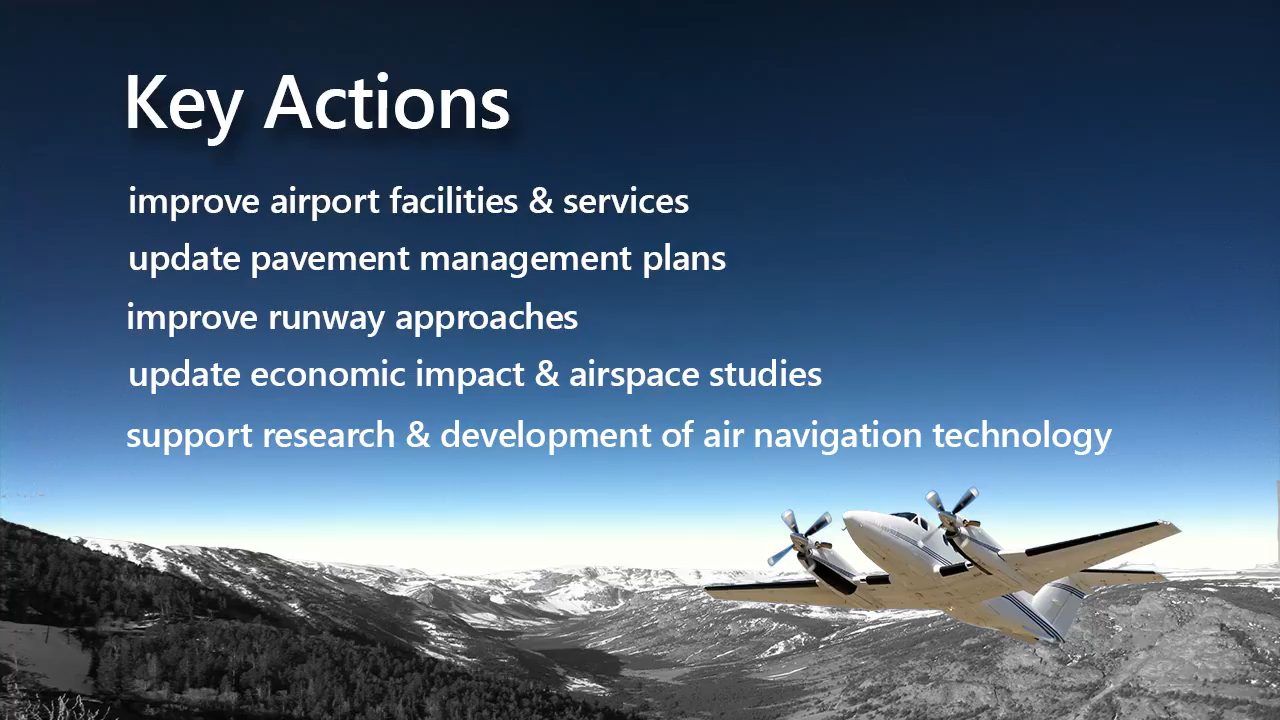 Key Actions
improve airport facilities & services
update pavement management plans
improve runway approaches
update economic impact & airspace studies
support research & development of air navigation technology